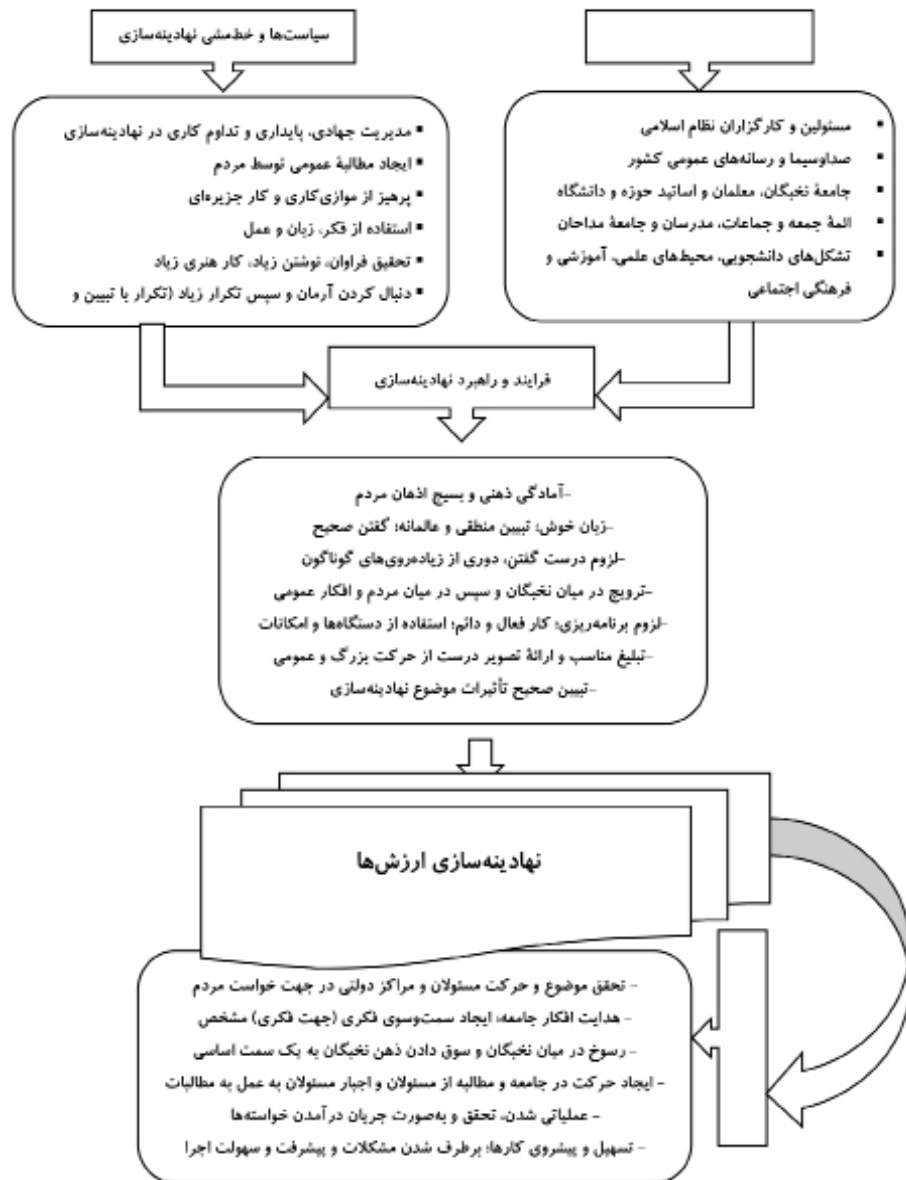 سیاست‌ها و خط‌مشی نهادینه‌سازی
▪ مسئولین و کارگزاران نظام اسلامی
▪ صداوسیما و رسانه‌های عمومی کشور
▪ جامعۀ نخبگان، معلمان و اساتید حوزه و دانشگاه
▪ ائمۀ جمعه و جماعات، مدرسان و جامعۀ مداحان
▪ تشکل‌های دانشجویی، محیط‌های علمی، آموزشی و
فرهنگی اجتماعی
▪ مدیریت جهادی، پایداری و تداوم کاری در نهادینه‌سازی
▪ ایجاد مطالبۀ عمومی توسط مردم
▪ پرهیز از موازی‌کاری و کار جزیره‌ای
▪ استفاده از فکر، زبان و عمل
▪ تحقیق فراوان، نوشتن زیاد، کار هنری زیاد
▪ دنبال کردن آرمان و سپس تکرار زیاد (تکرار با تبیین و
فرایند و راهبرد نهادینه‌سازی
-آمادگی ذهنی و بسیج اذهان مردم
-زبان خوش؛ تبیین منطقی و عالمانه؛ گفتن صحیح
-لزوم درست گفتن، دوری از زیاده‌روی‌های گوناگون
-ترویج در میان نخبگان و سپس در میان مردم و افکار عمومی
-لزوم برنامه‌ریزی؛ کار فعال و دائم؛ استفاده از دستگاه‌ها و امکانات
-تبلیغ مناسب و ارائۀ تصویر درست از حرکت بزرگ و عمومی
-تبیین صحیح تأثیرات موضوع نهادینه‌سازی
نهادینه‌سازی ارزش‌ها
- تحقق موضوع و حرکت مسئولان و مراکز دولتی در جهت خواست مردم
- هدایت افکار جامعه؛ ایجاد سمت‌وسوی فکری (جهت فکری) مشخص
- رسوخ در میان نخبگان و سوق دادن ذهن نخبگان به یک سمت اساسی
- ایجاد حرکت در جامعه و مطالبه از مسئولان و اجبار مسئولان به عمل به مطالبات
- عملیاتی شدن، تحقق و به‌صورت جریان درآمدن خواسته‌ها
- تسهیل و پیشروی کارها؛ برطرف شدن مشکلات و پیشرفت و سهولت اجرا